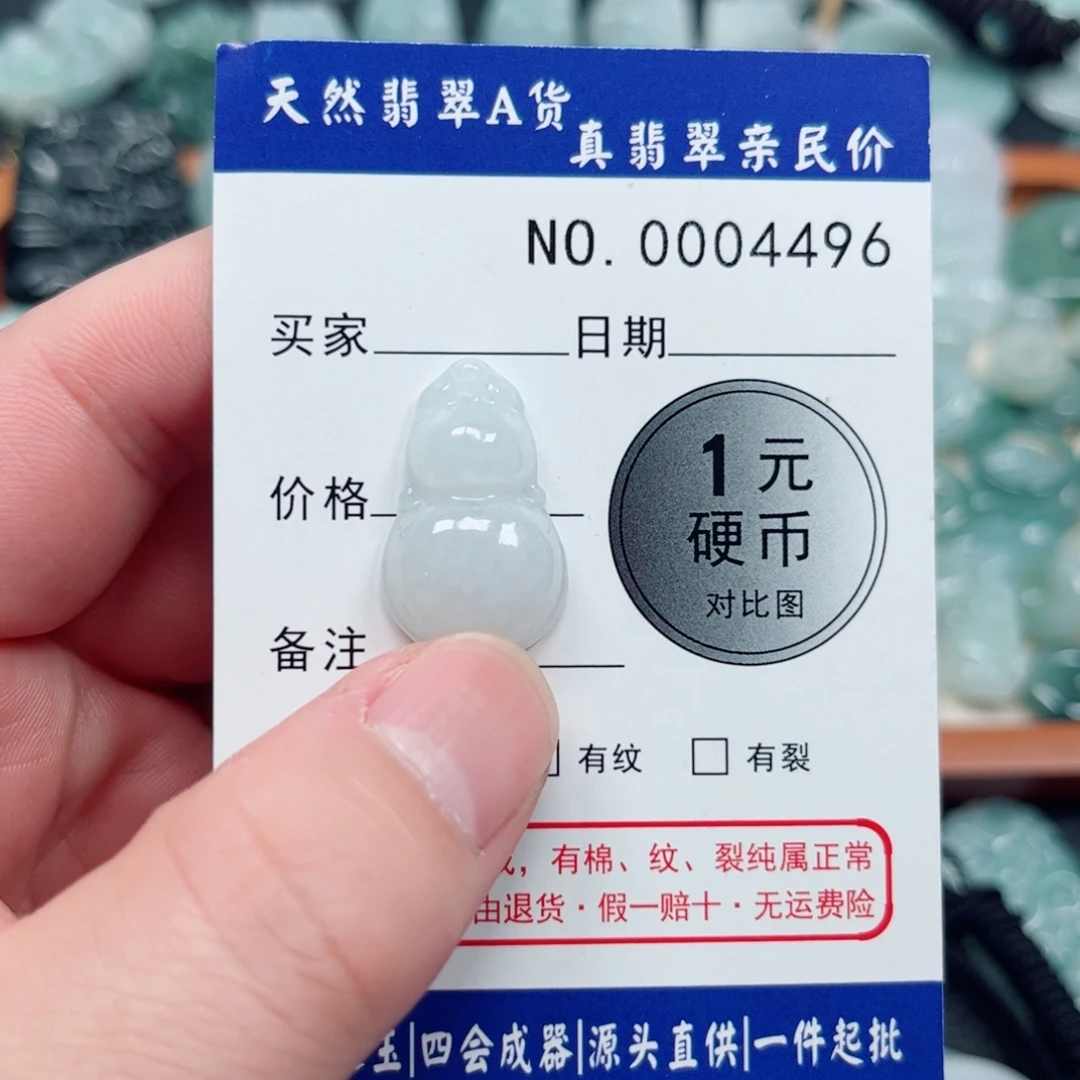 天然翡翠A货
真翡翠亲民价
NO. 0004496
买家 日期
价格
1元
硬币
对比图
备注
有纹 有裂
，有棉、纹、裂纯属正常
由退货·假一赔十·无运费险
玉|四会成器|源头直供|一件起批